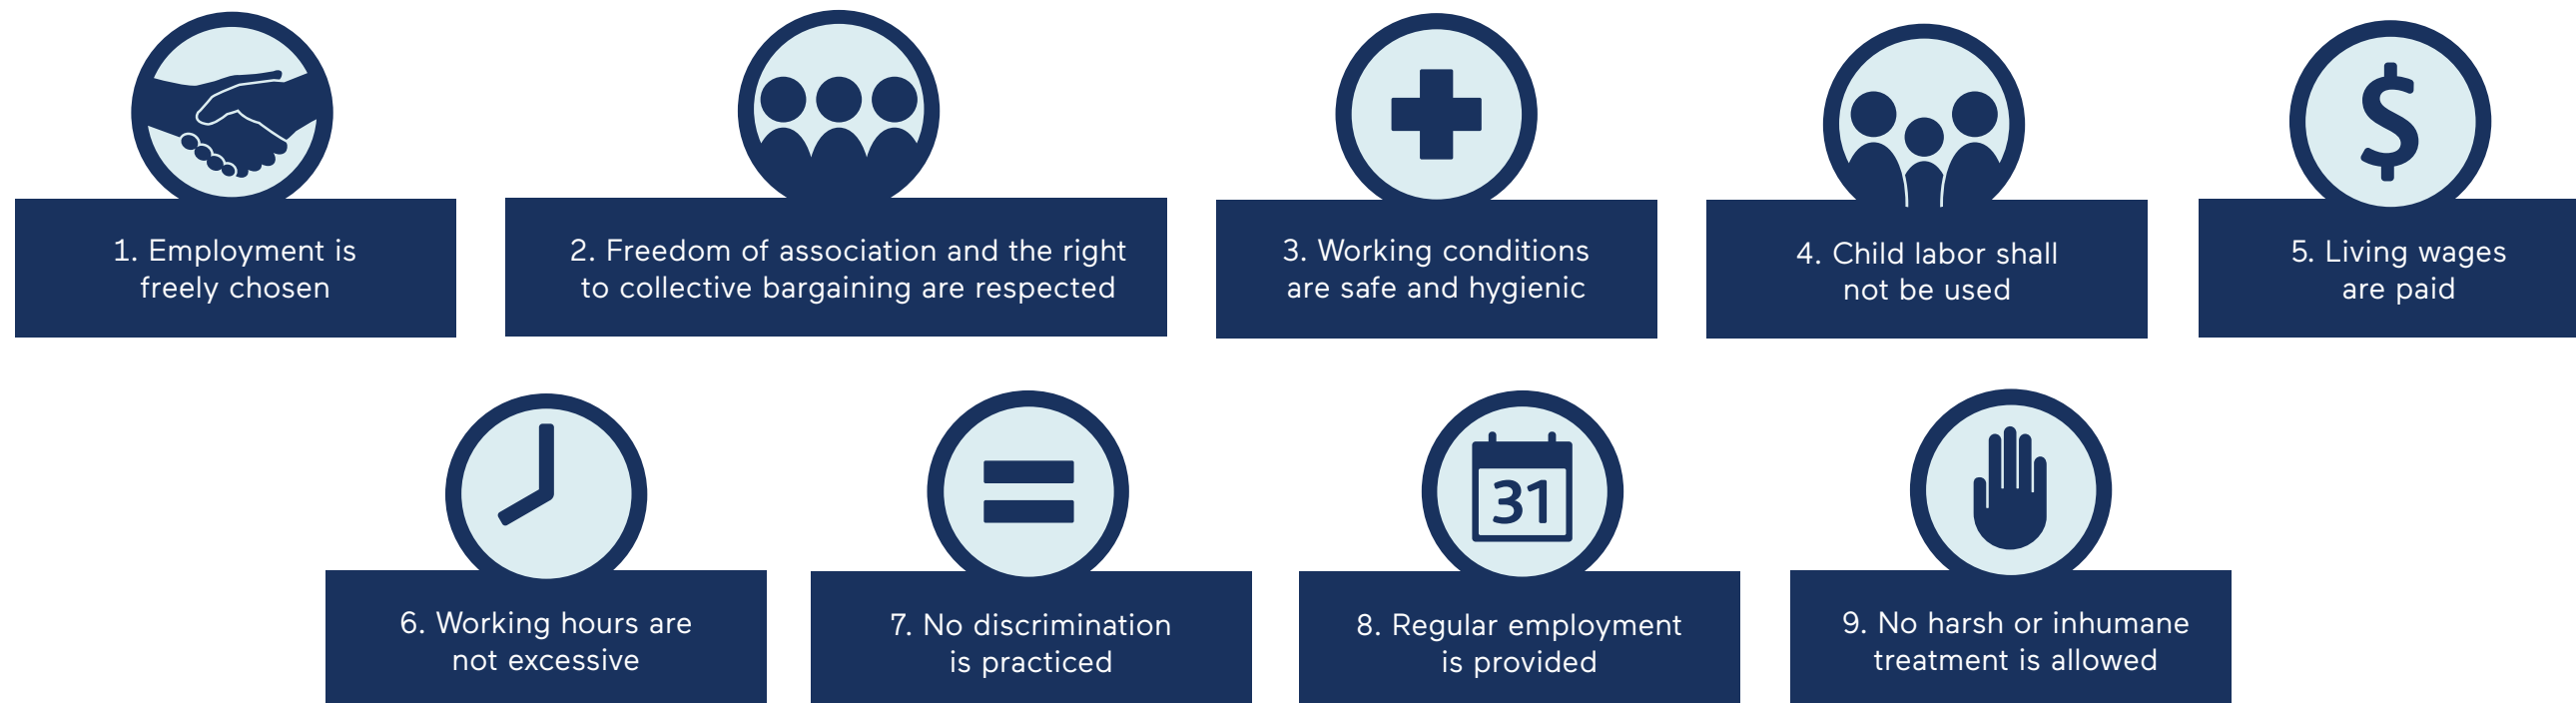 1. Employment is
freely chosen
2. Freedom of association and the right
to collective bargaining are respected
3. Working conditions
are safe and hygienic
4. Child labor shall
not be used
$
5. Living wages
are paid
6. Working hours are
not excessive
7. No discrimination
is practiced
31
8. Regular employment
is provided
9. No harsh or inhumane
treatment is allowed